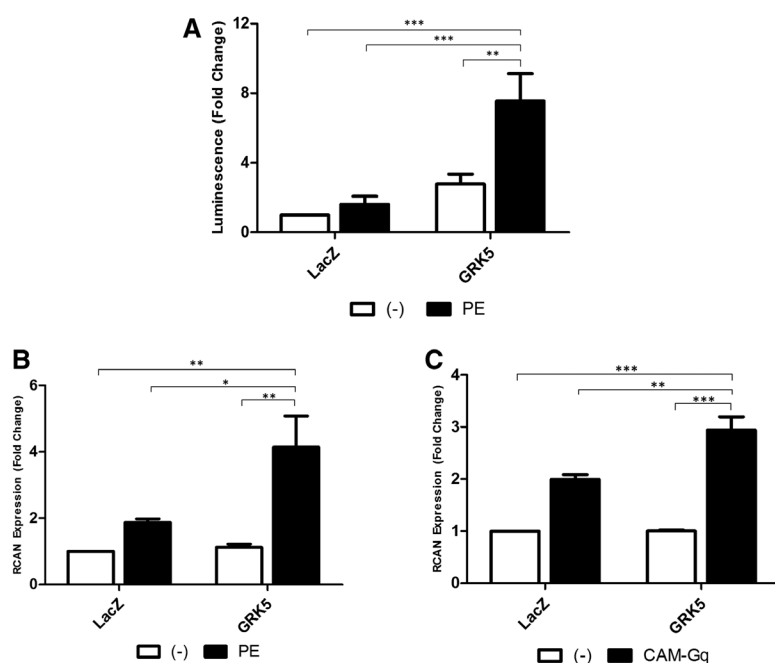 A
Luminescence (Fold Change)
12
8
4
0
***
***
**
LacZ
GRK5
(-) PE
B
RCAN Expression (Fold Change)
6
4
2
0
**
*
**
LacZ
GRK5
(-) PE
C
RCAN Expression (Fold Change)
4
3
2
1
0
***
**
***
LacZ
GRK5
(-) CAM-Gq